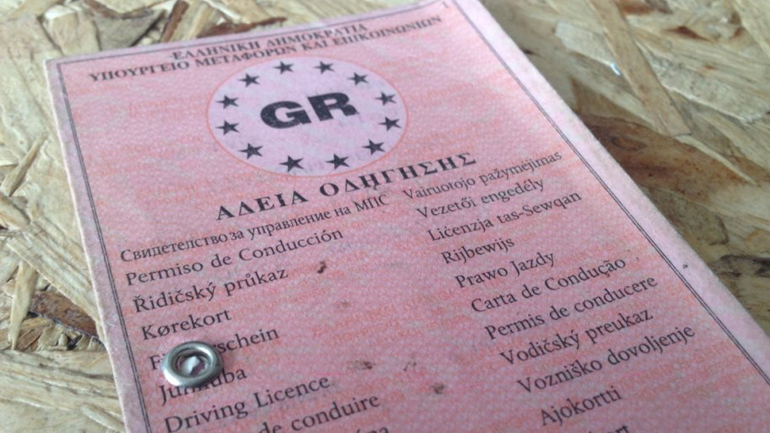 1
ΕΛΛΗΝΙΚΗ ΔΗΜΟΚΡΑΤΙΑ
ΥΠΟΥΡΓΕΙΟ ΜΕΤΑΦΟΡΩΝ ΚΑΙ ΕΠΙΚΟΙΝΩΝΙΩΝ
GR
ΑΔΕΙΑ ΟΔΗΓΗΣΗΣ
Свидетелство за управление на МПС
Permiso de Conducción
Řidičský průkaz
Kørekort
Driving Licence
de conduire
Vairuotojo pažymėjimas
Vezetői engedély
Liċenzja tas-Sewqan
Rijbewijs
Prawo Jazdy
Carta de Condução
Permis de conducere
Vodičský preukaz
Vozniško dovoljenje
Ajokortti